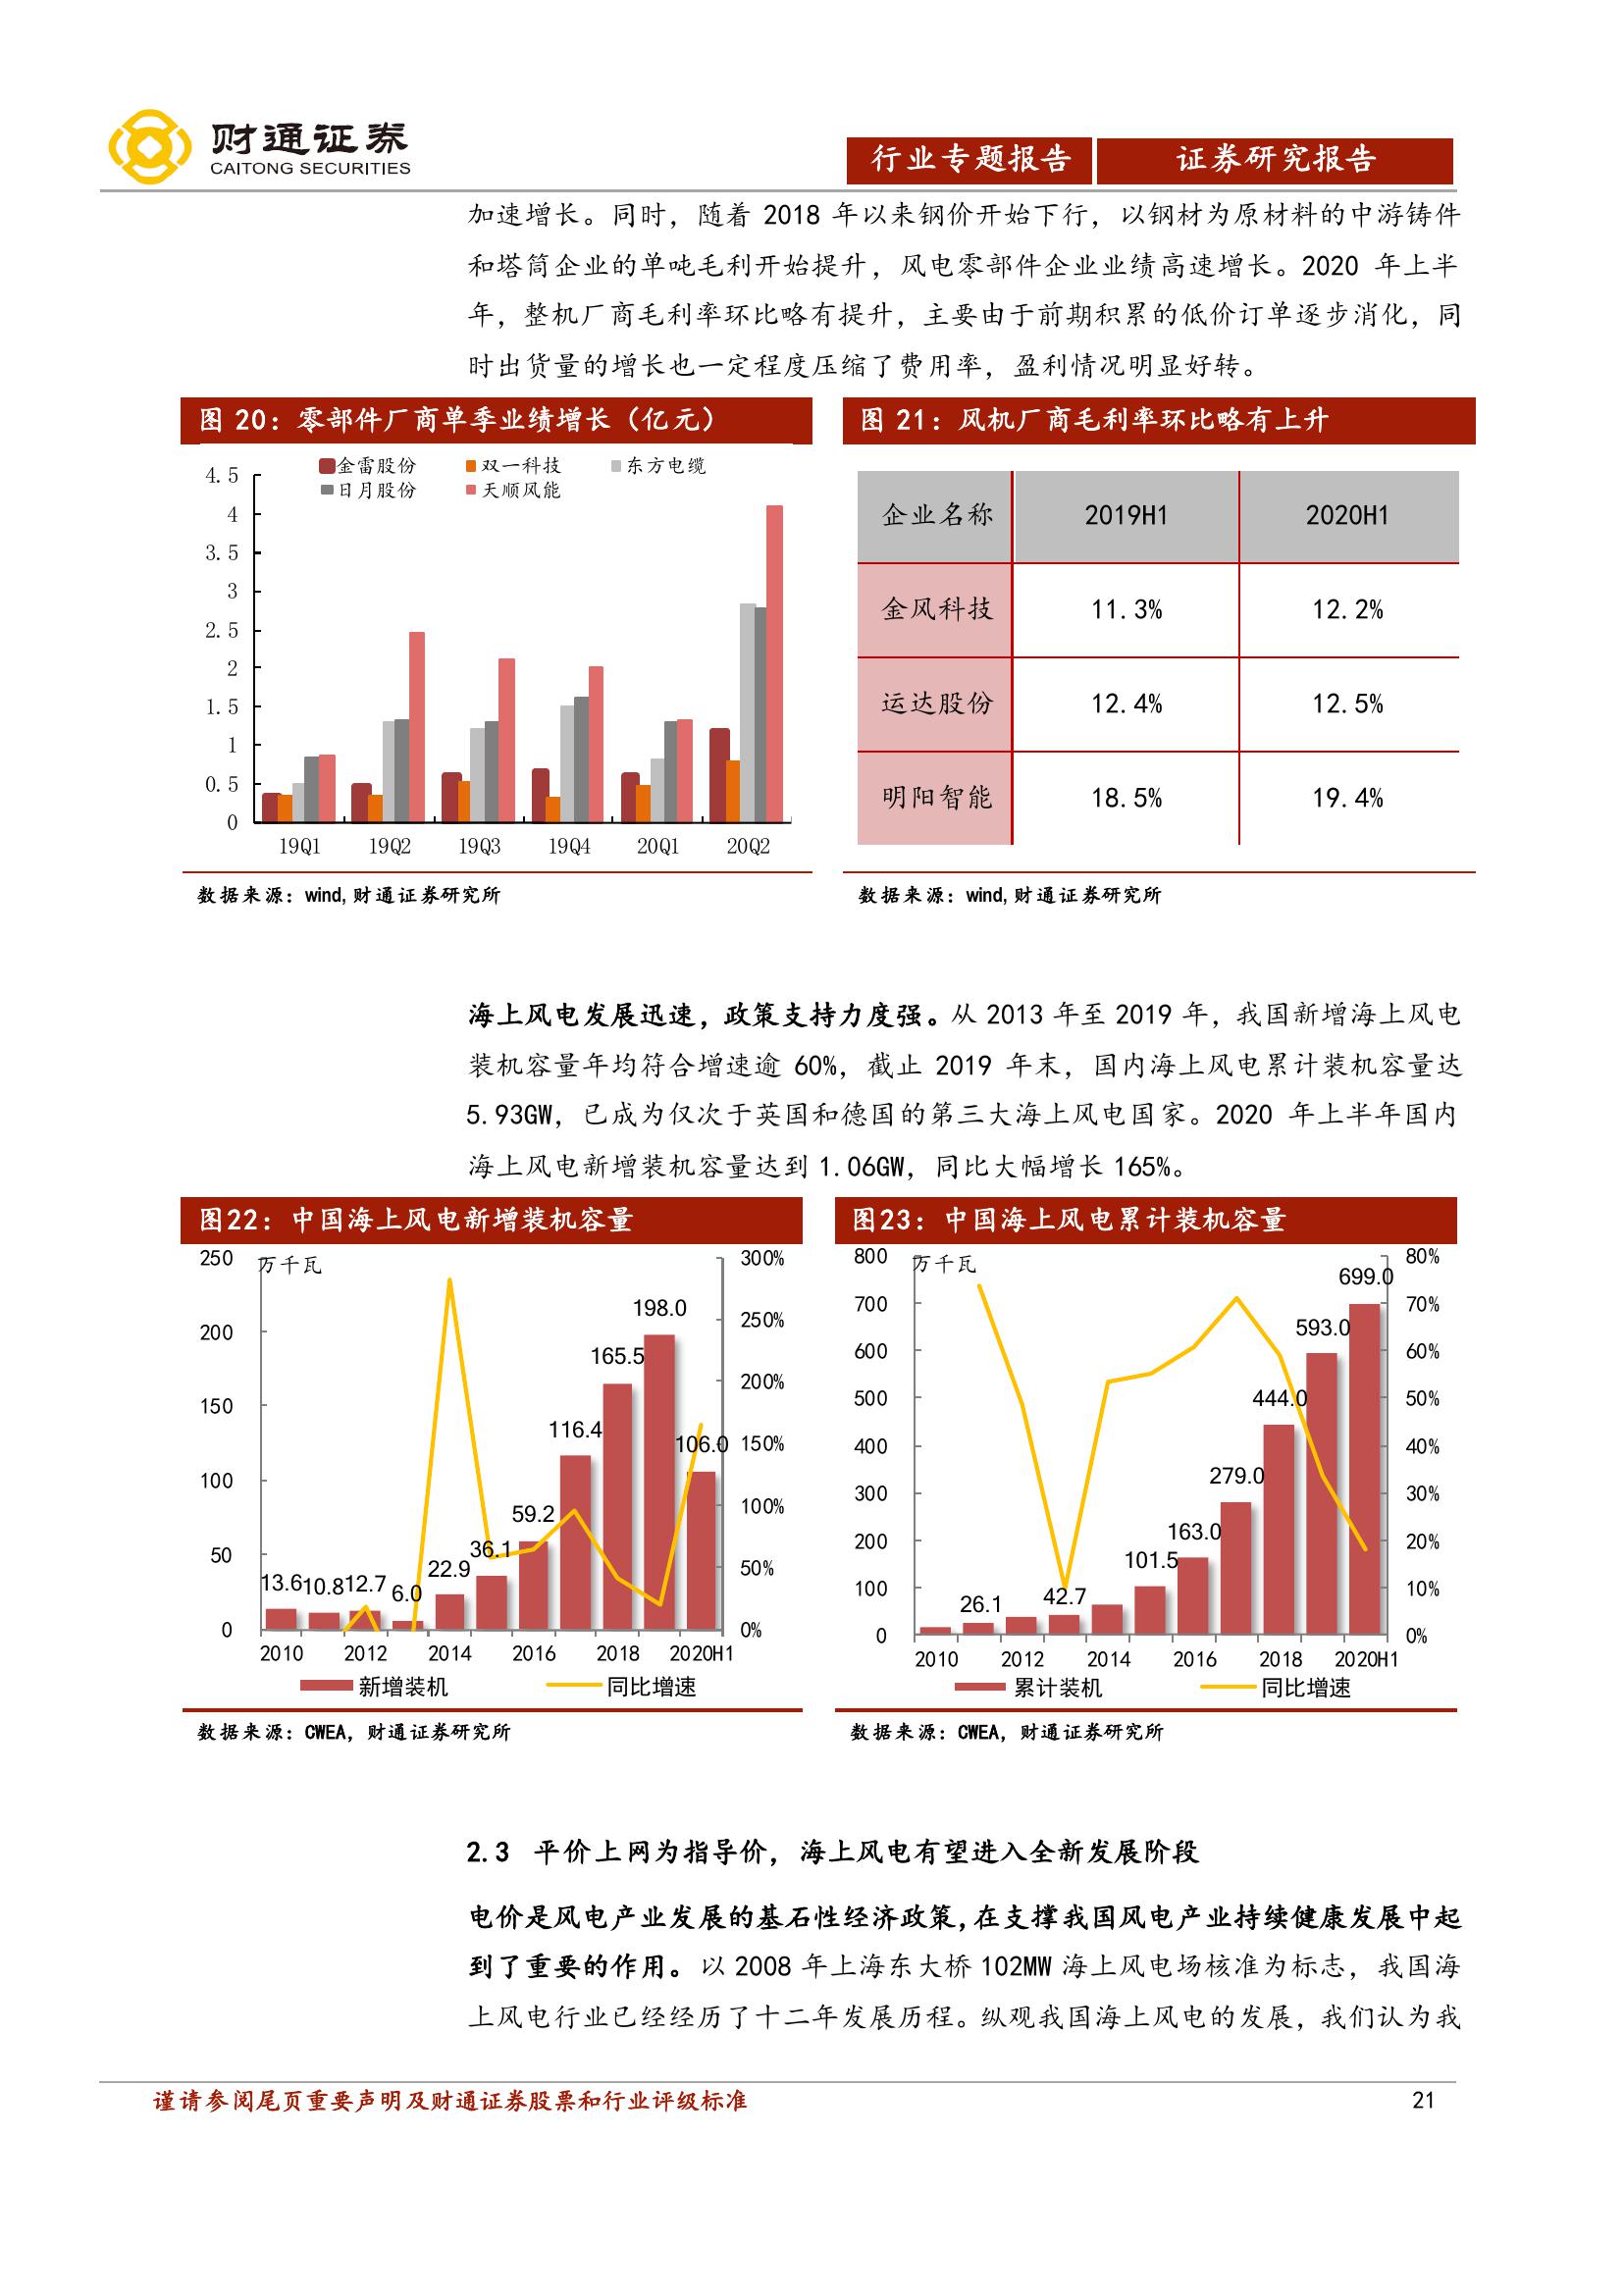 财通证券
CAITONG SECURITIES
行业专题报告
证券研究报告
加速增长。同时，随着 2018 年以来钢价开始下行，以钢材为原材料的中游铸件
和塔筒企业的单吨毛利开始提升，风电零部件企业业绩高速增长。2020 年上半
年，整机厂商毛利率环比略有提升，主要由于前期积累的低价订单逐步消化，同
时出货量的增长也一定程度压缩了费用率，盈利情况明显好转。
图 20：零部件厂商单季业绩增长（亿元）
金雷股份 双一科技 东方电缆
日月股份 天顺风能
4.5
4
3.5
3
2.5
2
1.5
1
0.5
0
19Q1 19Q2 19Q3 19Q4 20Q1 20Q2
数据来源：wind,财通证券研究所
图 21：风机厂商毛利率环比略有上升
企业名称 2019H1 2020H1
金风科技 11.3% 12.2%
运达股份 12.4% 12.5%
明阳智能 18.5% 19.4%
数据来源：wind,财通证券研究所
海上风电发展迅速，政策支持力度强。从 2013 年至 2019 年，我国新增海上风电
装机容量年均符合增速逾 60%，截止 2019 年末，国内海上风电累计装机容量达
5.93GW，已成为仅次于英国和德国的第三大海上风电国家。2020 年上半年国内
海上风电新增装机容量达到 1.06GW，同比大幅增长 165%。
图22：中国海上风电新增装机容量
万千瓦
250
200
150
100
50
0
300%
250%
200%
150%
100%
50%
0%
13.6 10.8 12.7 6.0 22.9 36.1 59.2 116.4 165.5 198.0 106.0
2010 2012 2014 2016 2018 2020H1
新增装机 同比增速
数据来源：CWEA，财通证券研究所
图23：中国海上风电累计装机容量
万千瓦
800
700
600
500
400
300
200
100
0
80%
70%
60%
50%
40%
30%
20%
10%
0%
26.1 42.7 101.5 163.0 279.0 444.0 593.0 699.0
2010 2012 2014 2016 2018 2020H1
累计装机 同比增速
数据来源：CWEA，财通证券研究所
2.3 平价上网为指导价，海上风电有望进入全新发展阶段
电价是风电产业发展的基石性经济政策,在支撑我国风电产业持续健康发展中起
到了重要的作用。以 2008 年上海东大桥 102MW 海上风电场核准为标志，我国海
上风电行业已经经历了十二年发展历程。纵观我国海上风电的发展，我们认为我
谨请参阅尾页重要声明及财通证券股票和行业评级标准
21